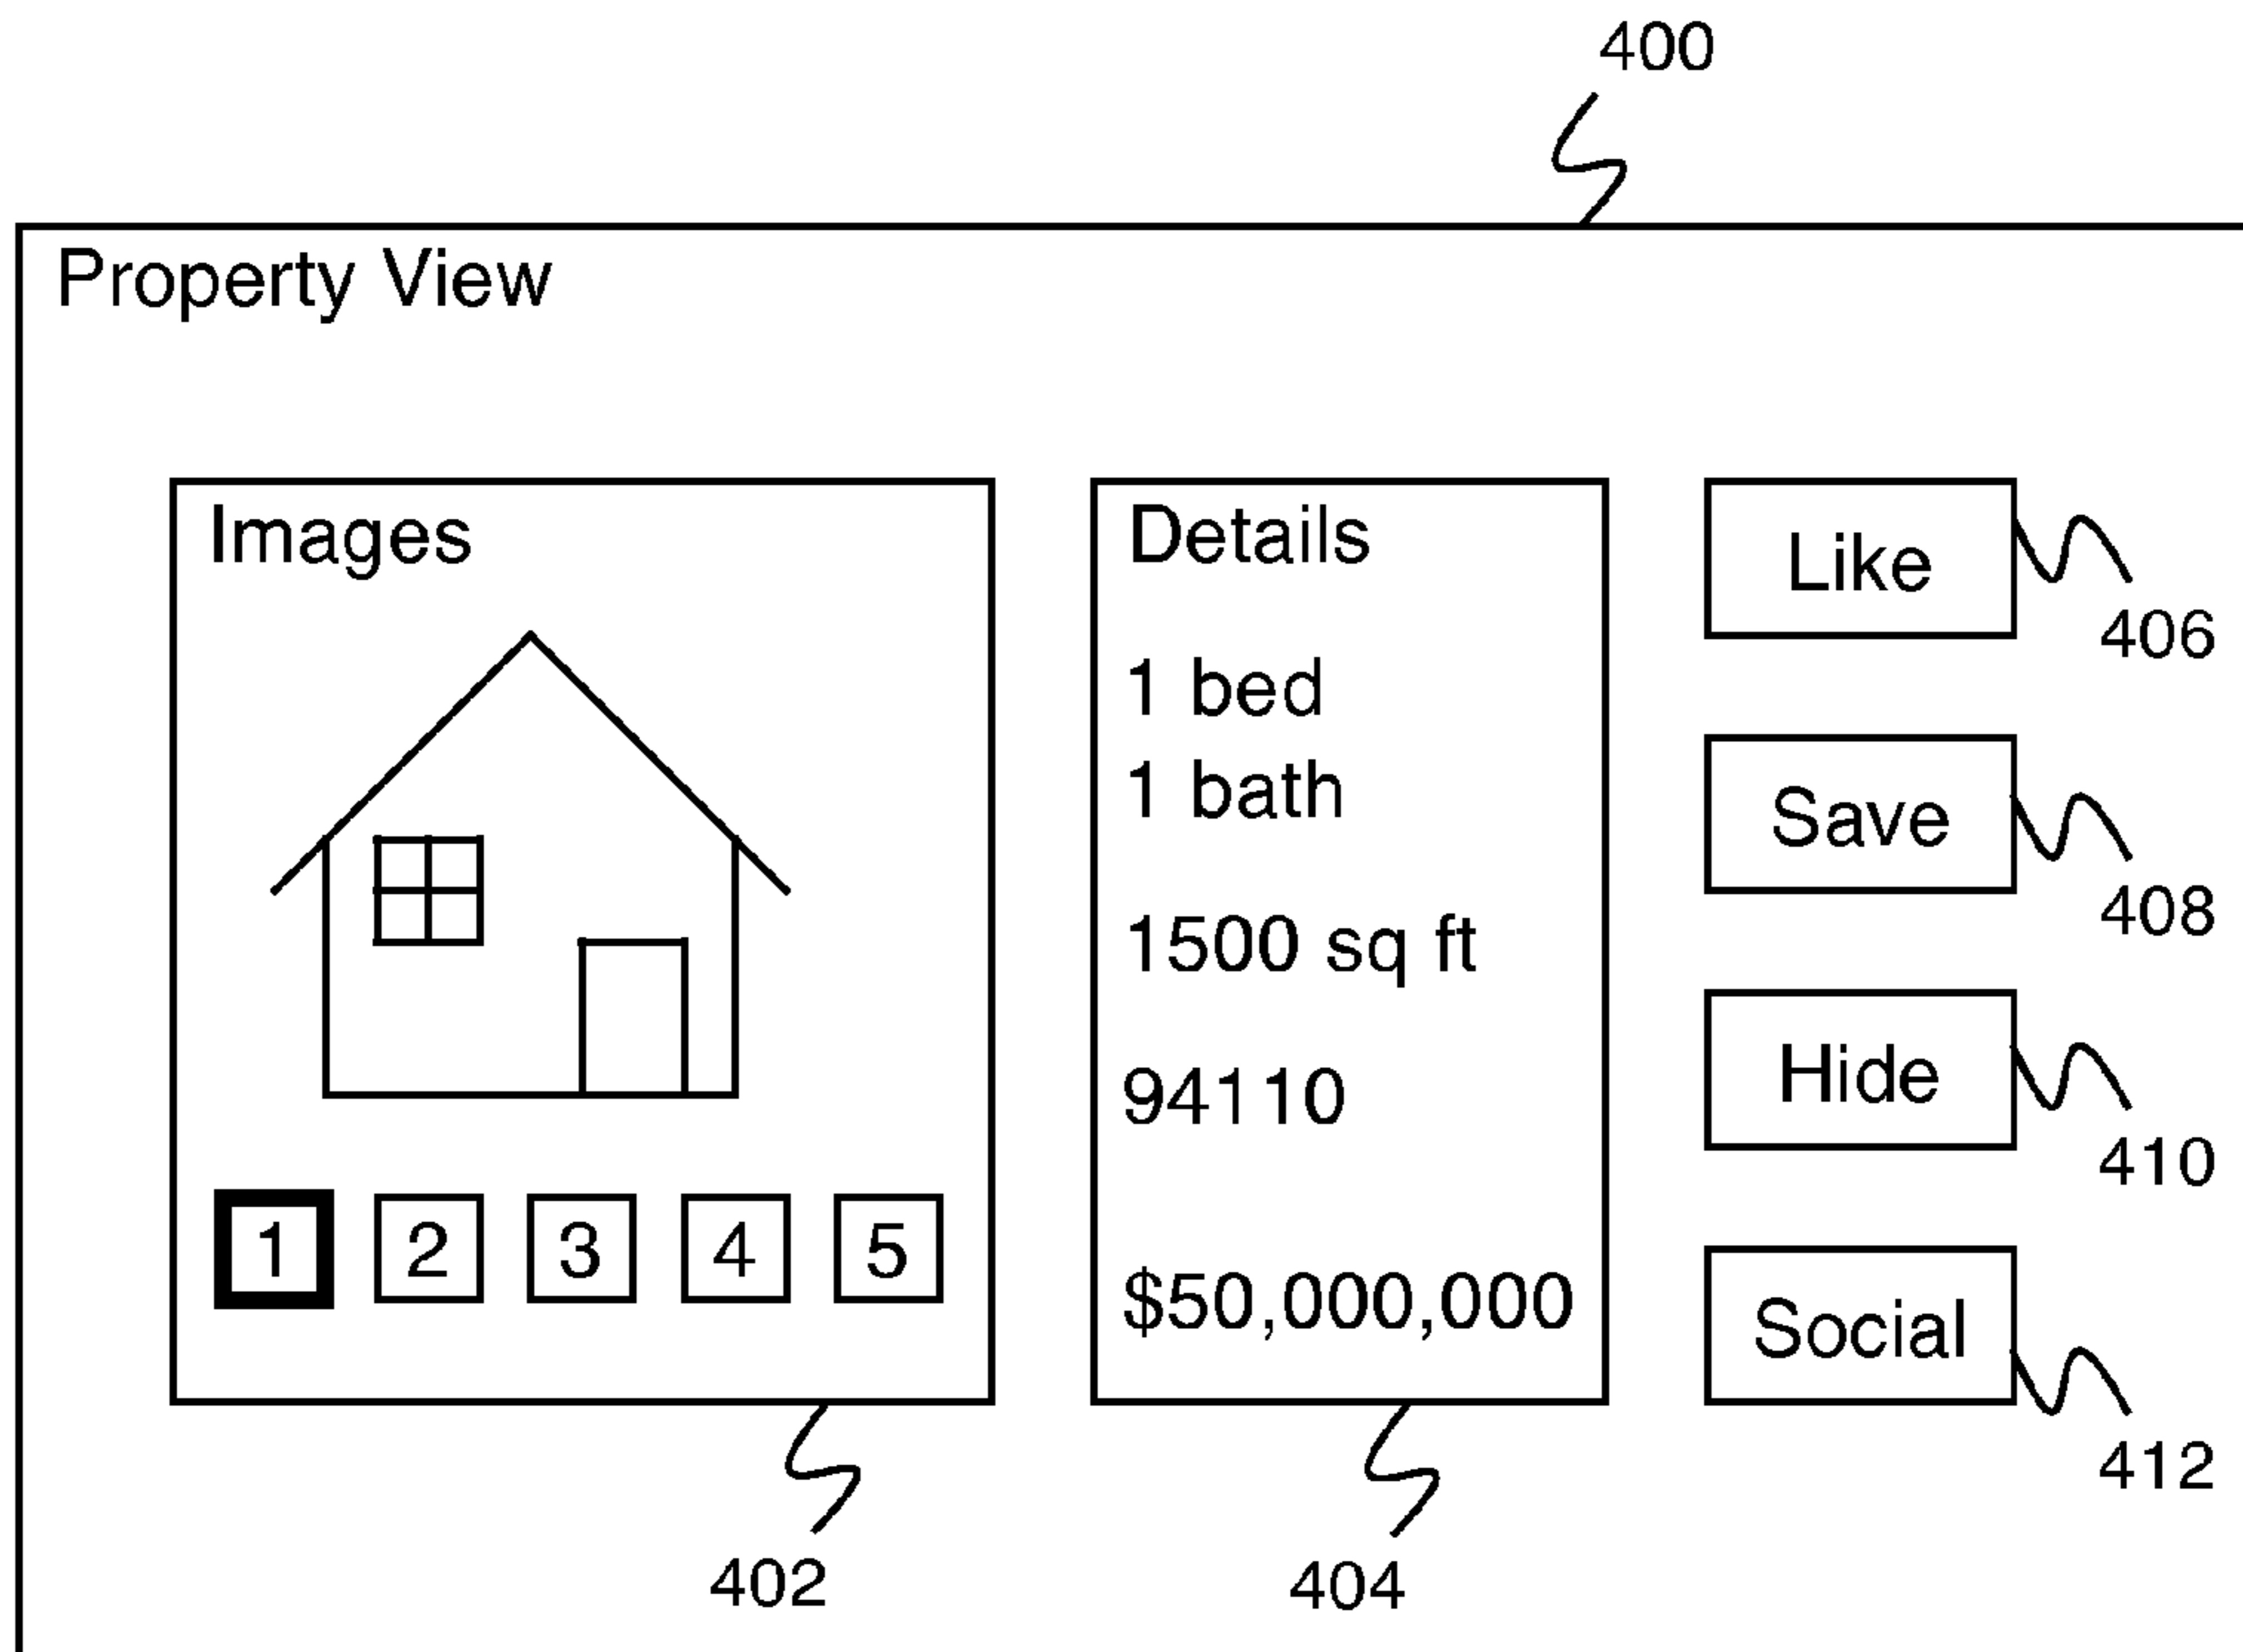 400
Property View
Images
1 2 3 4 5
402
Details
1 bed
1 bath
1500 sq ft
94110
$50,000,000
404
Like
406
Save
408
Hide
410
Social
412